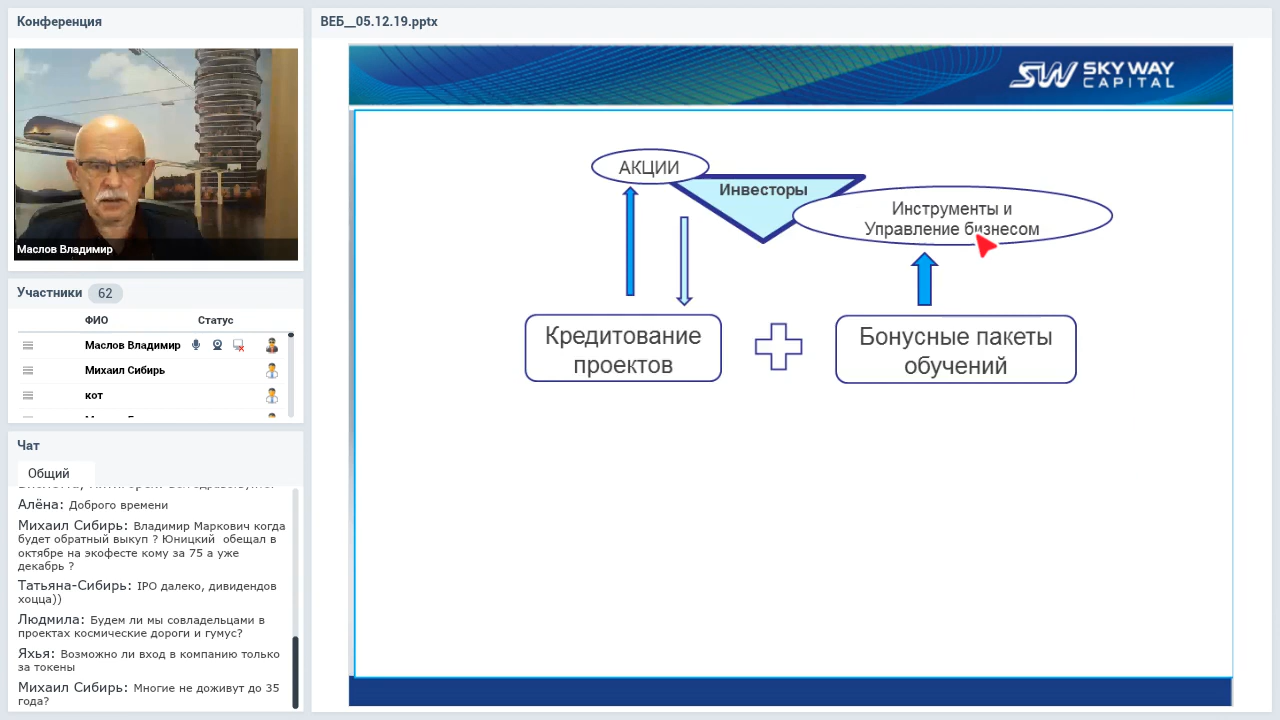 Конференция
Маслов Владимир
Участники 62
ФИО Статус
Маслов Владимир
Михаил Сибирь
кот
Чат
Общий
Алёна: Доброго времени
Михаил Сибирь: Владимир Маркович когда
будет обратный выкуп ? Юницкий обещал в
октябре на экофесте кому за 75 а уже
декабрь ?
Татьяна-Сибирь: IPO далеко, дивидендов
хоцца))
Людмила: Будем ли мы совладельцами в
проектах космические дороги и гумус?
Яхья: Возможно ли вход в компанию только
за токены
Михаил Сибирь: Многие не доживут до 35
года?
ВЕБ__05.12.19.pptx
SW SKY WAY
CAPITAL
АКЦИИ
Инвесторы
Инструменты и
Управление бизнесом
Кредитование
проектов
Бонусные пакеты
обучений